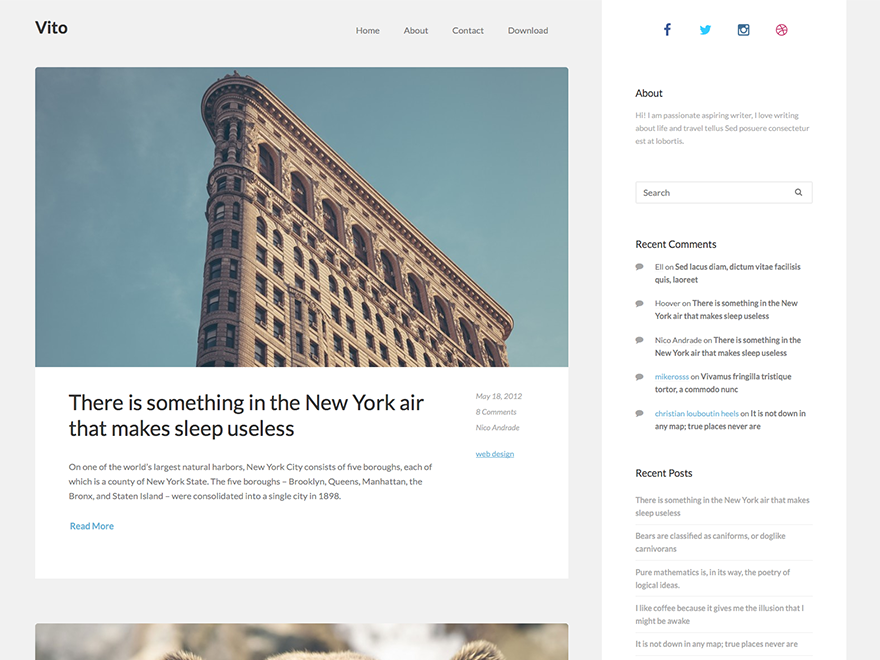 Vito
Home About Contact Download
There is something in the New York air
that makes sleep useless
May 18, 2012
8 Comments
Nico Andrade
web design
On one of the world's largest natural harbors, New York City consists of five boroughs, each of
which is a county of New York State. The five boroughs – Brooklyn, Queens, Manhattan, the
Bronx, and Staten Island – were consolidated into a single city in 1898.
Read More
About
Hi! I am passionate aspiring writer, I love writing
about life and travel tellus Sed posuere consectetur
est at lobortis.
Search
Recent Comments
Ell on Sed lacus diam, dictum vitae facilisis
quis, laoreet
Hoover on There is something in the New
York air that makes sleep useless
Nico Andrade on There is something in the
New York air that makes sleep useless
mikerosss on Vivamus fringilla tristique
tortor, a commodo nunc
christian louboutin heels on It is not down in
any map; true places never are
Recent Posts
There is something in the New York air that makes
sleep useless
Bears are classified as caniforms, or doglike
carnivorans
Pure mathematics is, in its way, the poetry of
logical ideas.
I like coffee because it gives me the illusion that I
might be awake
It is not down in any map; true places never are